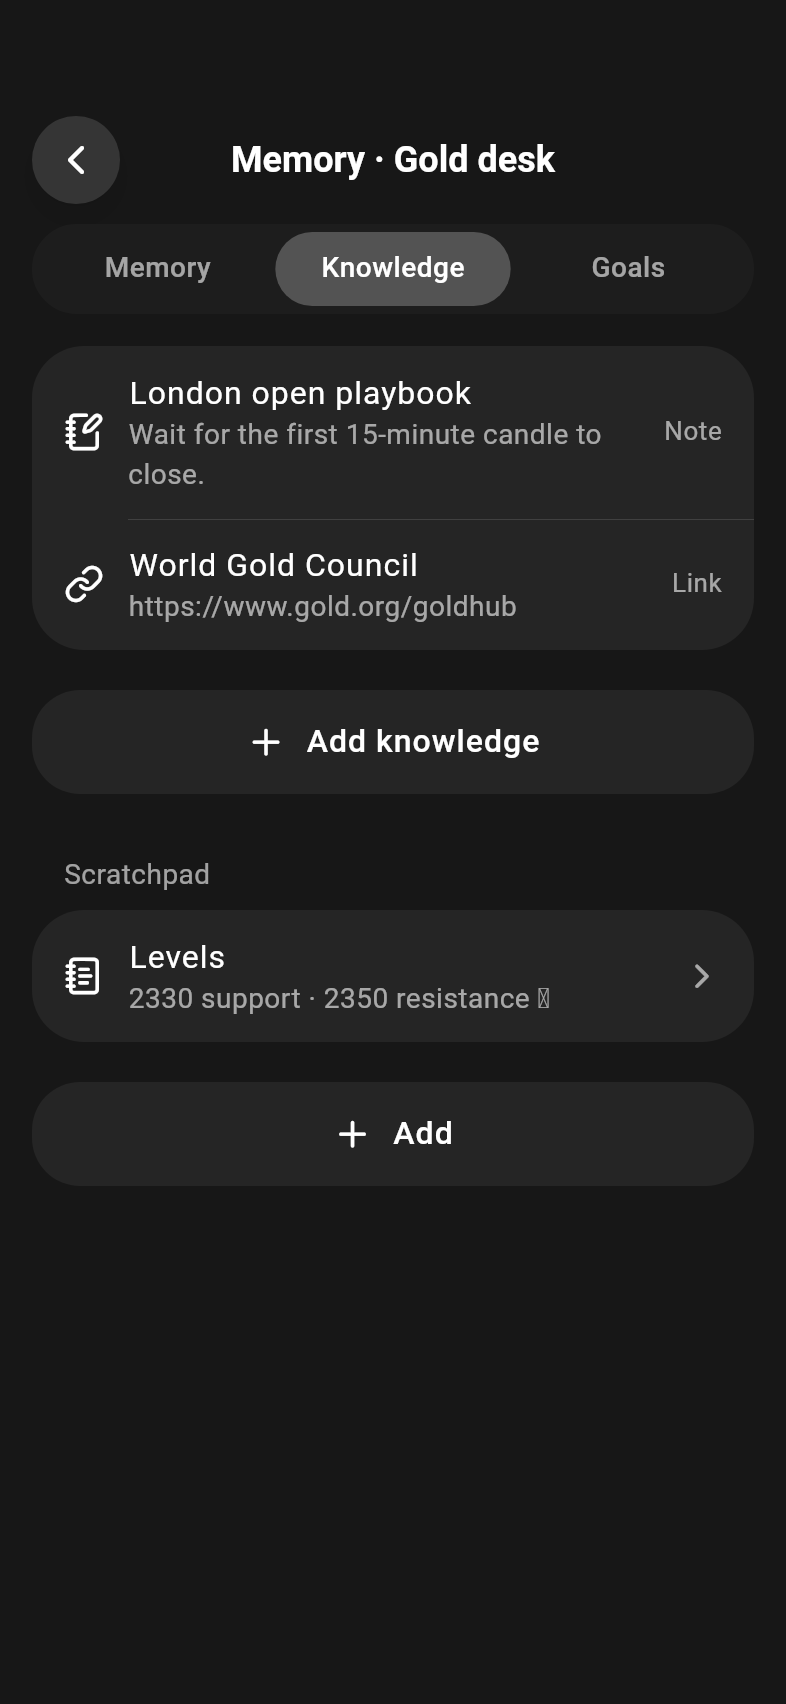 Memory · Gold desk
Memory
Knowledge
Goals
London open playbook
Wait for the first 15-minute candle to
close.
Note
World Gold Council
https://www.gold.org/goldhub
Link
Add knowledge
Scratchpad
Levels
2330 support · 2350 resistance
Add